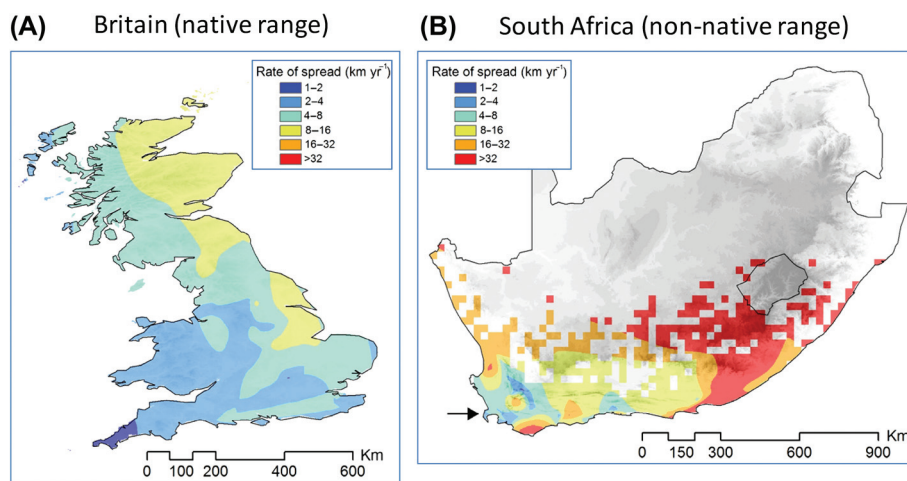 (A) Britain (native range)
Rate of spread (km yr⁻¹)
1–2
2–4
4–8
8–16
16–32
>32
Km
0 100 200 400 600
(B) South Africa (non-native range)
Rate of spread (km yr⁻¹)
1–2
2–4
4–8
8–16
16–32
>32
Km
0 150 300 600 900